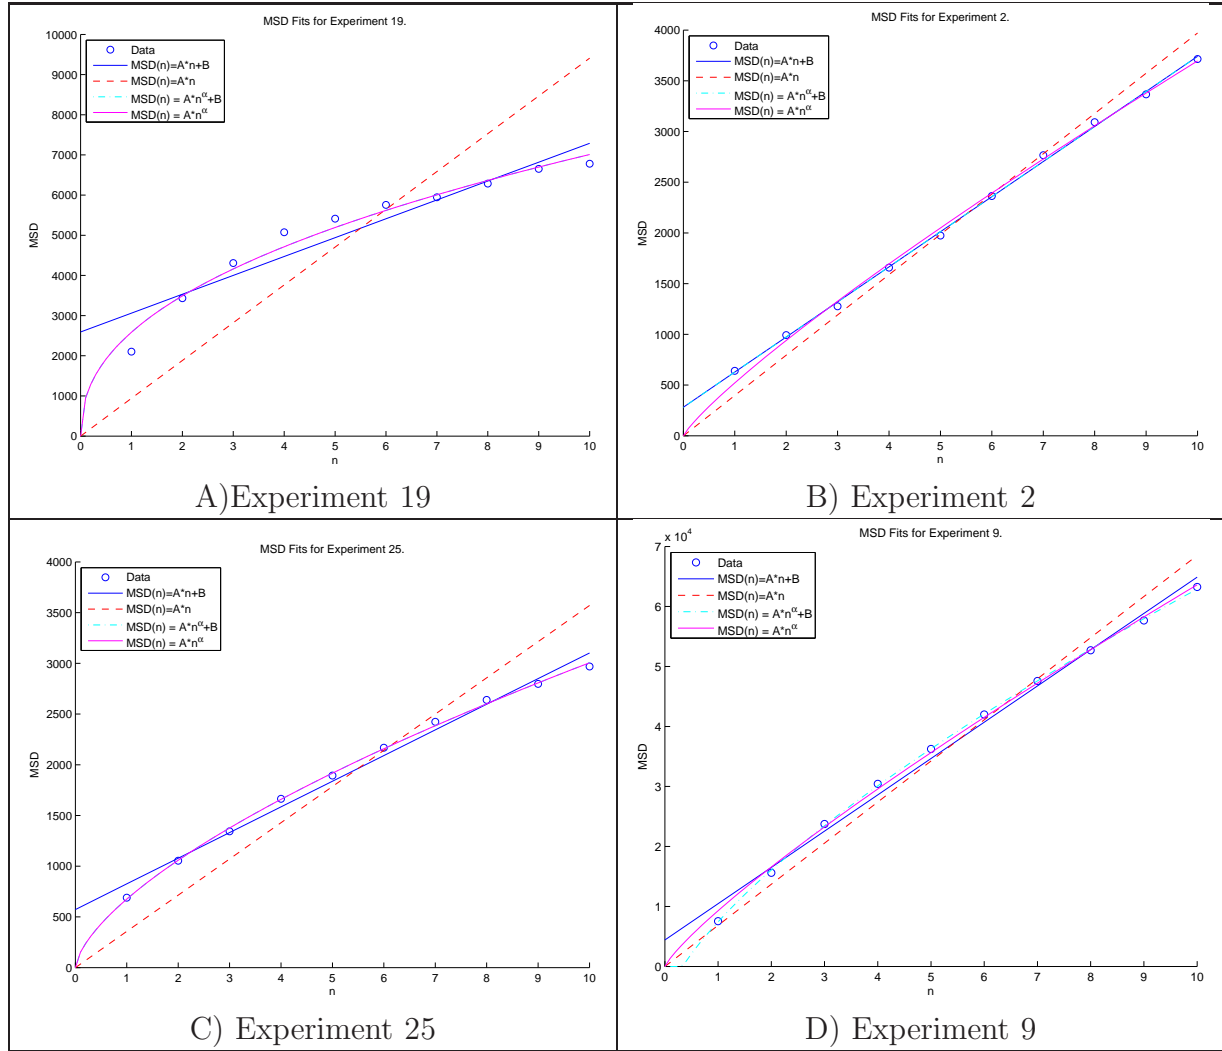 MSD Fits for Experiment 19.
10000
9000
8000
7000
6000
5000
4000
3000
2000
1000
0
MSD
Data
MSD(n)=A*n+B
MSD(n)=A*n
MSD(n) = A*n^α+B
MSD(n) = A*n^α
0 1 2 3 4 5 6 7 8 9 10
n
A)Experiment 19
MSD Fits for Experiment 2.
4000
3500
3000
2500
2000
1500
1000
500
0
MSD
Data
MSD(n)=A*n+B
MSD(n)=A*n
MSD(n) = A*n^α+B
MSD(n) = A*n^α
0 1 2 3 4 5 6 7 8 9 10
n
B) Experiment 2
MSD Fits for Experiment 25.
4000
3500
3000
2500
2000
1500
1000
500
0
MSD
Data
MSD(n)=A*n+B
MSD(n)=A*n
MSD(n) = A*n^α+B
MSD(n) = A*n^α
0 1 2 3 4 5 6 7 8 9 10
n
C) Experiment 25
MSD Fits for Experiment 9.
x 10^4
7
6
5
4
3
2
1
0
MSD
Data
MSD(n)=A*n+B
MSD(n)=A*n
MSD(n) = A*n^α+B
MSD(n) = A*n^α
0 1 2 3 4 5 6 7 8 9 10
n
D) Experiment 9